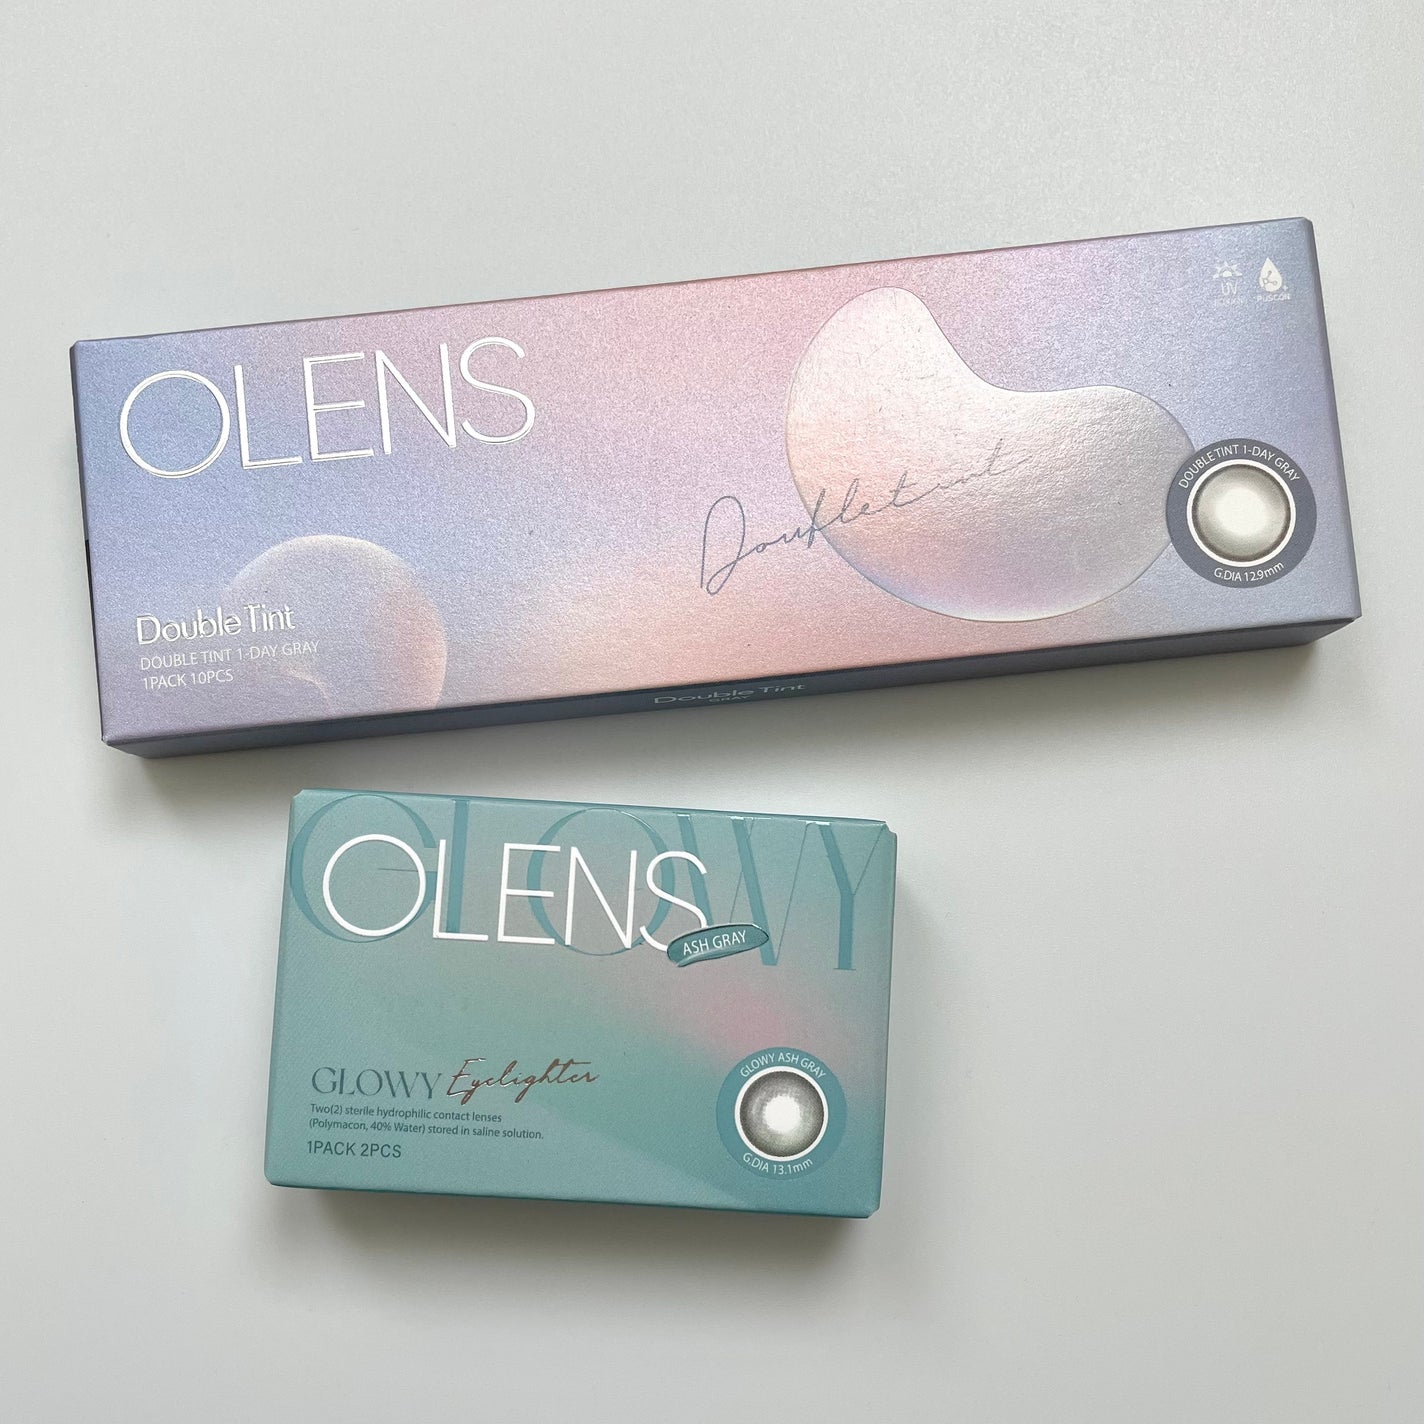 OLENS
UV
Doubletint
DOUBLE TINT 1-DAY GRAY
G.DIA 12.9mm
Double Tint
DOUBLE TINT 1-DAY GRAY
1PACK 10PCS
Double Tint
GRAY
GLOWY
OLENS
ASH GRAY
GLOWY Eyelighter
Two(2) sterile hydrophilic contact lenses
(Polymacon, 40% Water) stored in saline solution.
1PACK 2PCS
GLOWY ASH GRAY
G.DIA 13.1mm